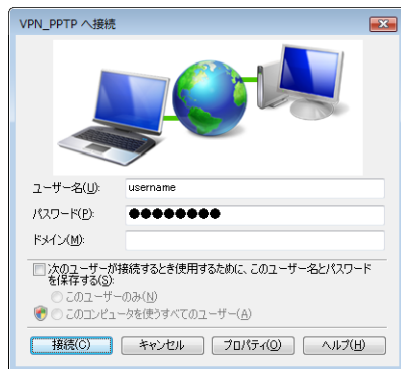 VPN_PPTP へ接続
ユーザー名(U): username
パスワード(P): ●●●●●●●●
ドメイン(M):
次のユーザーが接続するとき使用するために、このユーザー名とパスワード
を保存する(S):
このユーザーのみ(N)
このコンピュータを使うすべてのユーザー(A)
接続(C) キャンセル プロパティ(O) ヘルプ(H)